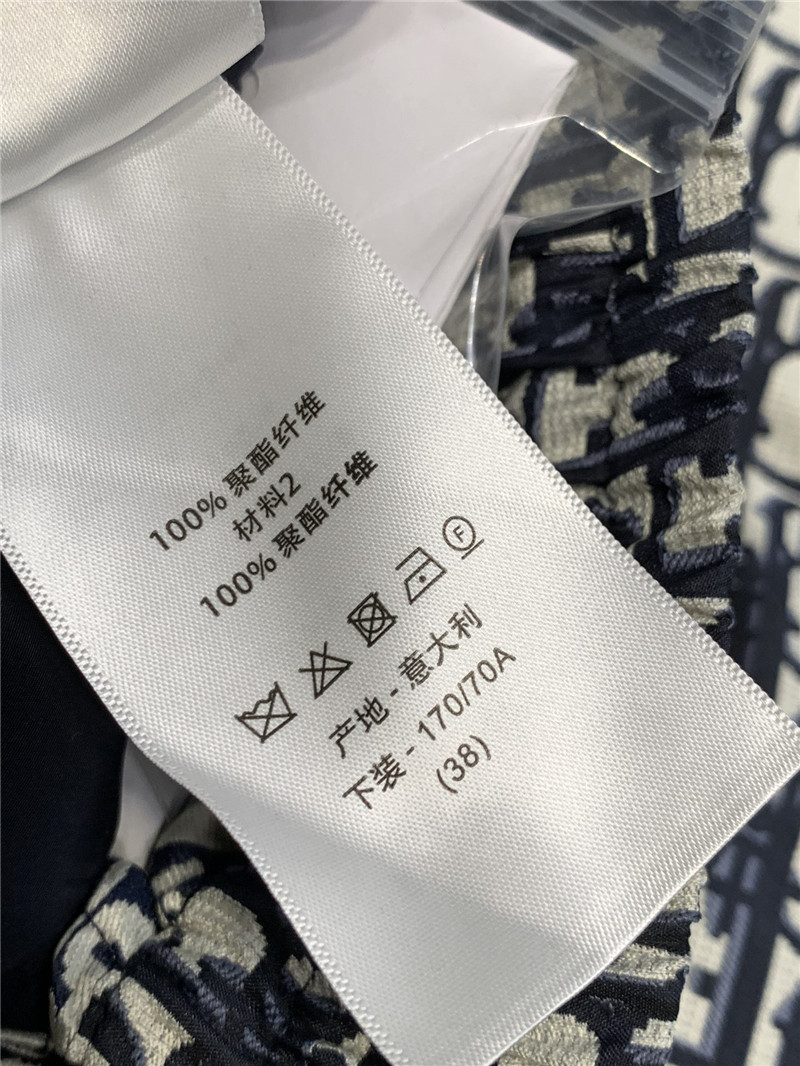 100% 聚酯纤维
材料2
100% 聚酯纤维
F
产地 - 意大利
下装 - 170/70A
(38)